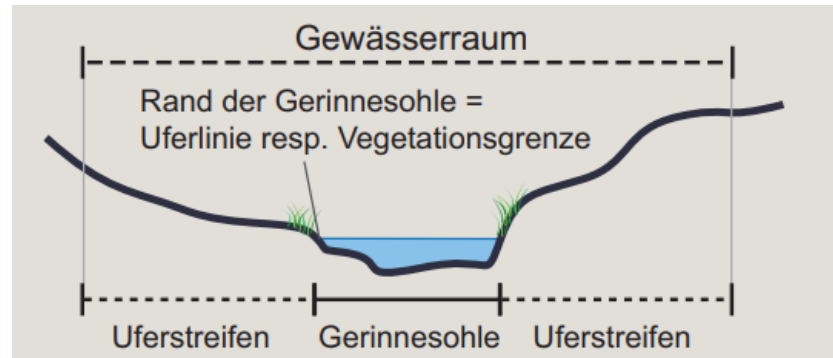 Gewässerraum
Rand der Gerinnesohle =
Uferlinie resp. Vegetationsgrenze
Uferstreifen Gerinnesohle Uferstreifen